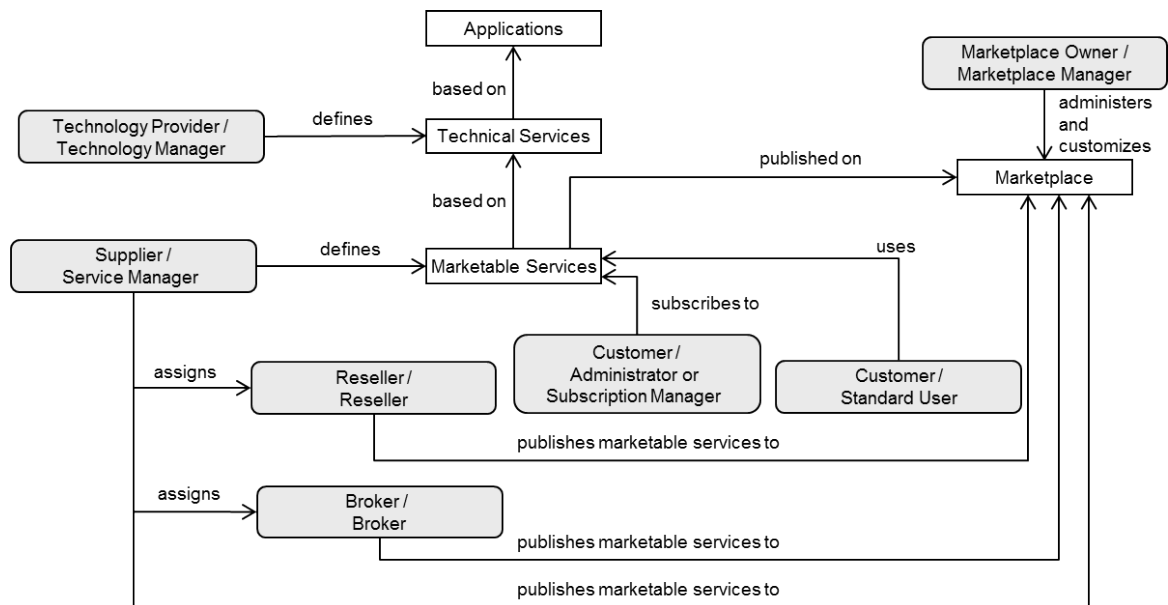 Applications
Marketplace Owner /
Marketplace Manager
based on
administers
and
customizes
Technology Provider /
Technology Manager
defines
Technical Services
published on
Marketplace
based on
Supplier /
Service Manager
defines
Marketable Services
uses
subscribes to
Customer /
Administrator or
Subscription Manager
Customer /
Standard User
assigns
Reseller /
Reseller
publishes marketable services to
assigns
Broker /
Broker
publishes marketable services to
publishes marketable services to